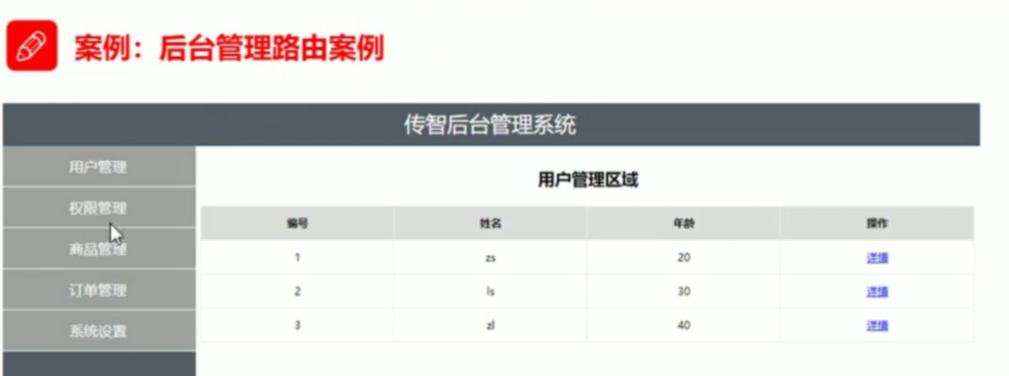 案例：后台管理路由案例
传智后台管理系统
用户管理
权限管理
商品管理
订单管理
系统设置
用户管理区域
编号 姓名 年龄 操作
1 zs 20 详情
2 ls 30 详情
3 zl 40 详情